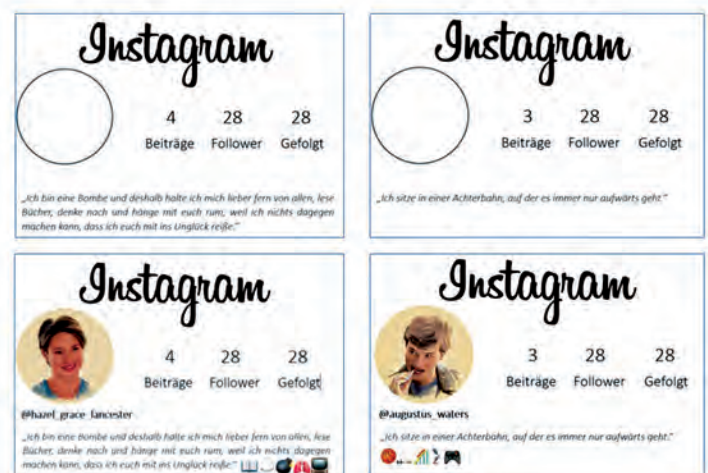 Instagram
4 28 28
Beiträge Follower Gefolgt
„Ich bin eine Bombe und deshalb halte ich mich lieber fern von allen, lese
Bücher, denke nach und hänge mit euch rum, weil ich nichts dagegen
machen kann, dass ich euch mit ins Unglück reiße.“
Instagram
3 28 28
Beiträge Follower Gefolgt
„Ich sitze in einer Achterbahn, auf der es immer nur aufwärts geht.“
Instagram
4 28 28
Beiträge Follower Gefolgt
@hazel_grace_lancester
„Ich bin eine Bombe und deshalb halte ich mich lieber fern von allen, lese
Bücher, denke nach und hänge mit euch rum, weil ich nichts dagegen
machen kann, dass ich euch mit ins Unglück reiße.“
Instagram
3 28 28
Beiträge Follower Gefolgt
@augustus_waters
„Ich sitze in einer Achterbahn, auf der es immer nur aufwärts geht.“